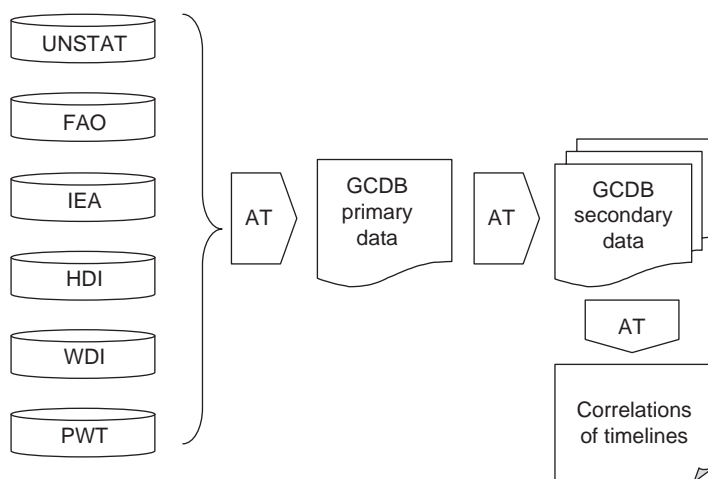 UNSTAT
FAO
IEA
HDI
WDI
PWT
AT
GCDB
primary
data
AT
GCDB
secondary
data
AT
Correlations
of timelines